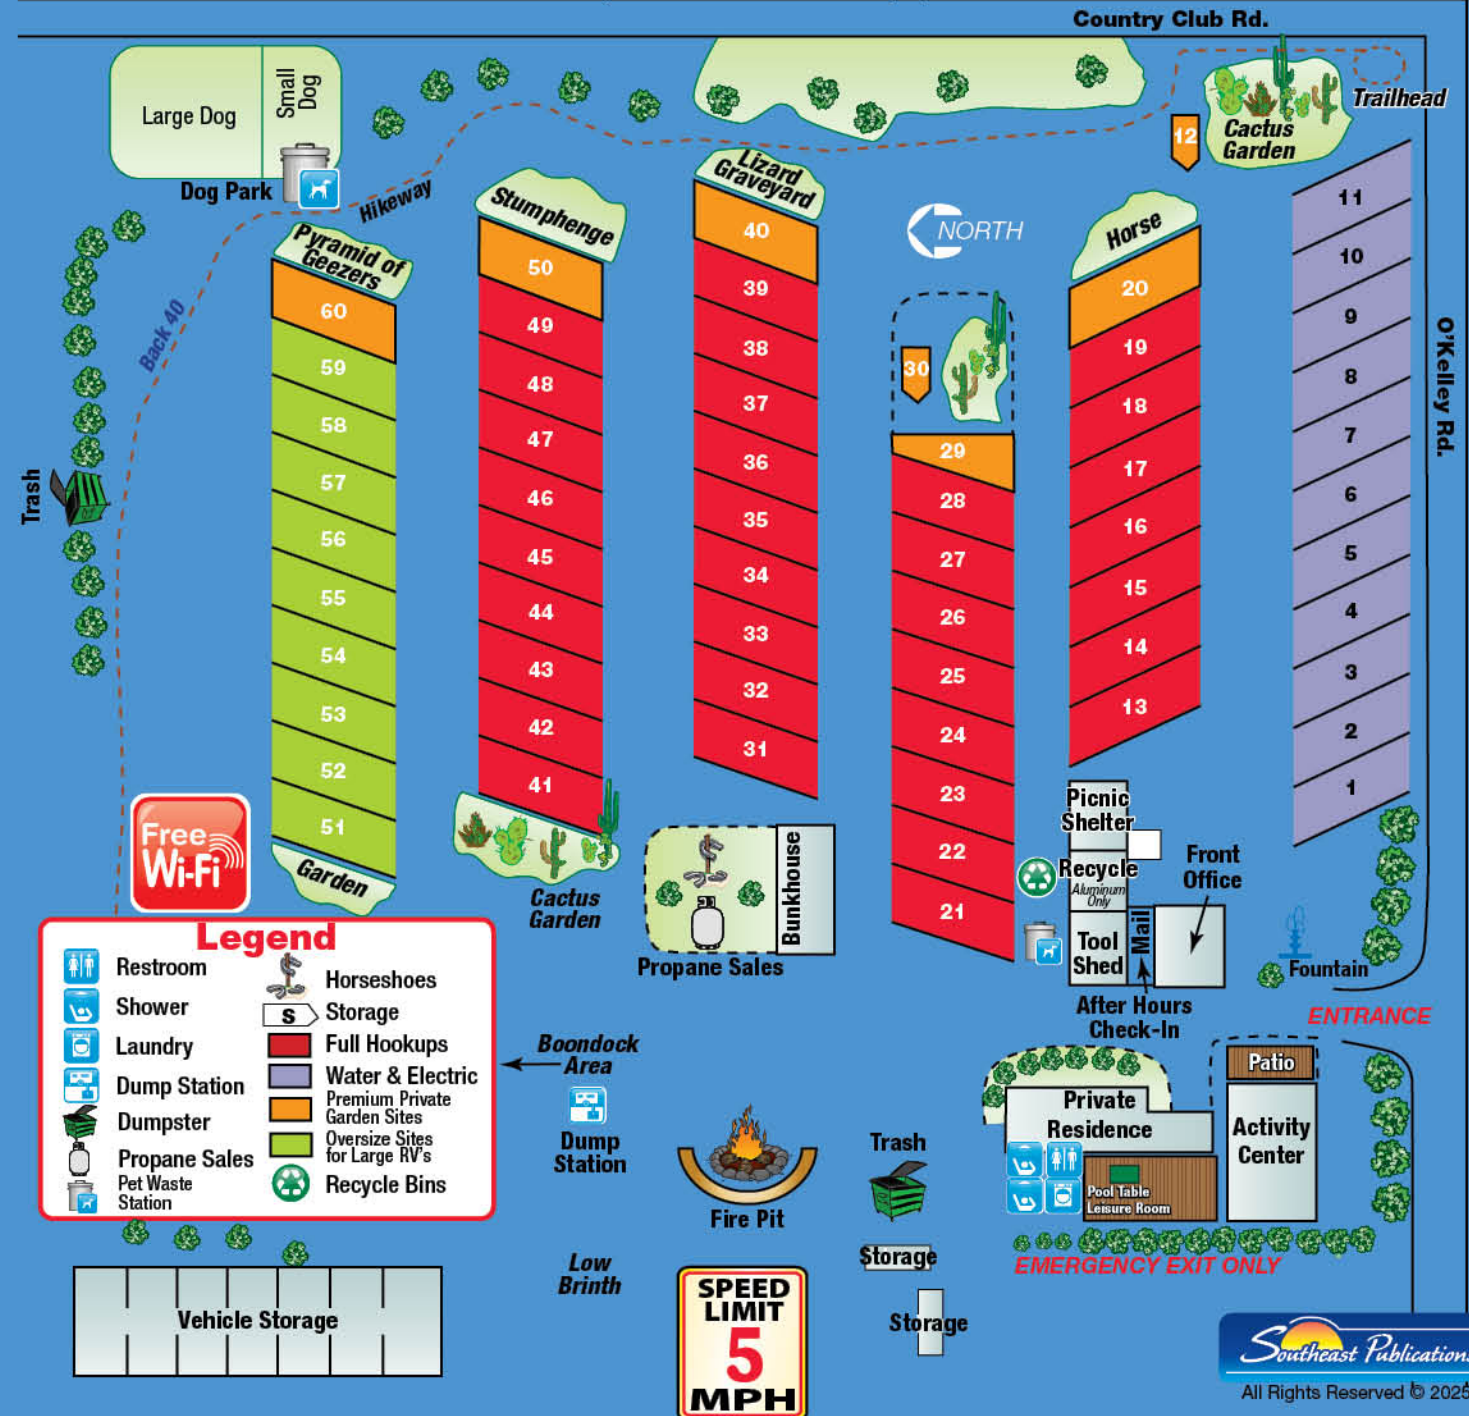 Country Club Rd.
Large Dog
Small
Dog
Dog Park
Hikeway
Back 40
Trash
Trailhead
Cactus
Garden
12
NORTH
O'Kelley Rd.
Pyramid of
Geezers
60
59
58
57
56
55
54
53
52
51
Garden
Stumphenge
50
49
48
47
46
45
44
43
42
41
Cactus
Garden
Lizard
Graveyard
40
39
38
37
36
35
34
33
32
31
30
29
28
27
26
25
24
23
22
21
Horse
20
19
18
17
16
15
14
13
11
10
9
8
7
6
5
4
3
2
1
Free
Wi-Fi
Bunkhouse
Propane Sales
Picnic
Shelter
Recycle
Aluminum
Only
Tool
Shed
Mail
Front
Office
After Hours
Check-In
Fountain
ENTRANCE
Legend
Restroom
Shower
Laundry
Dump Station
Dumpster
Propane Sales
Pet Waste
Station
Horseshoes
S
Storage
Full Hookups
Water & Electric
Premium Private
Garden Sites
Oversize Sites
for Large RV's
Recycle Bins
Boondock
Area
Dump
Station
Fire Pit
Trash
Storage
Storage
Low
Brinth
Private
Residence
Pool Table
Leisure Room
Patio
Activity
Center
EMERGENCY EXIT ONLY
Vehicle Storage
SPEED
LIMIT
5
MPH
Southeast Publication
All Rights Reserved © 2025